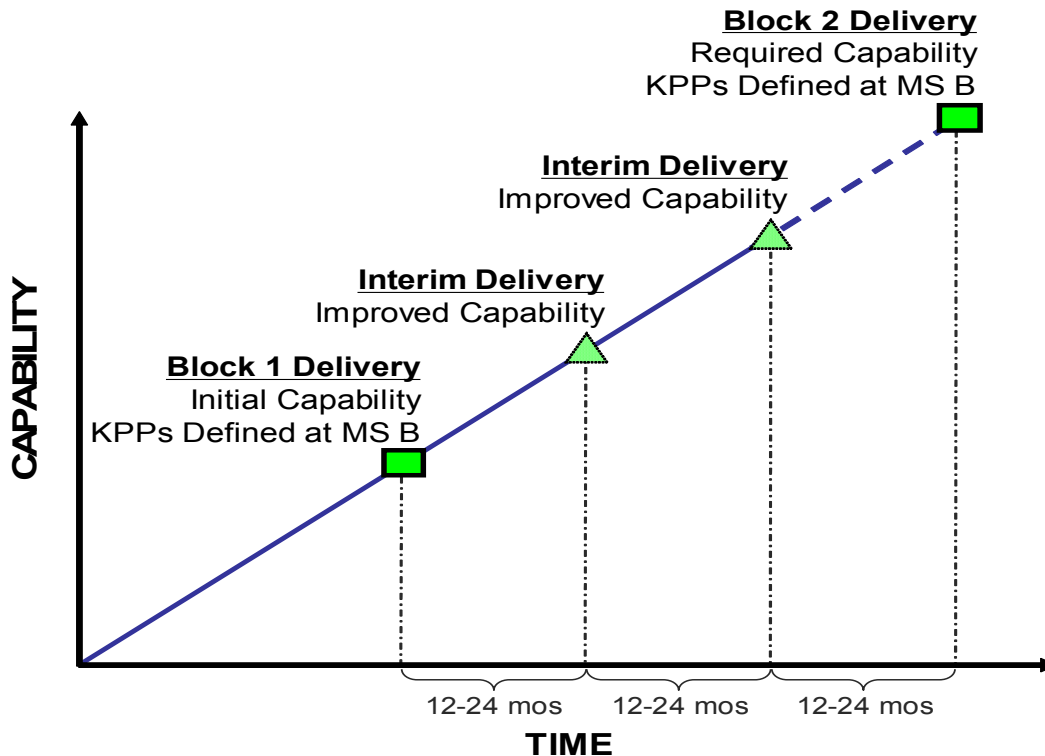 Block 2 Delivery
Required Capability
KPPs Defined at MS B
Interim Delivery
Improved Capability
Interim Delivery
Improved Capability
Block 1 Delivery
Initial Capability
KPPs Defined at MS B
CAPABILITY
12-24 mos
12-24 mos
12-24 mos
TIME